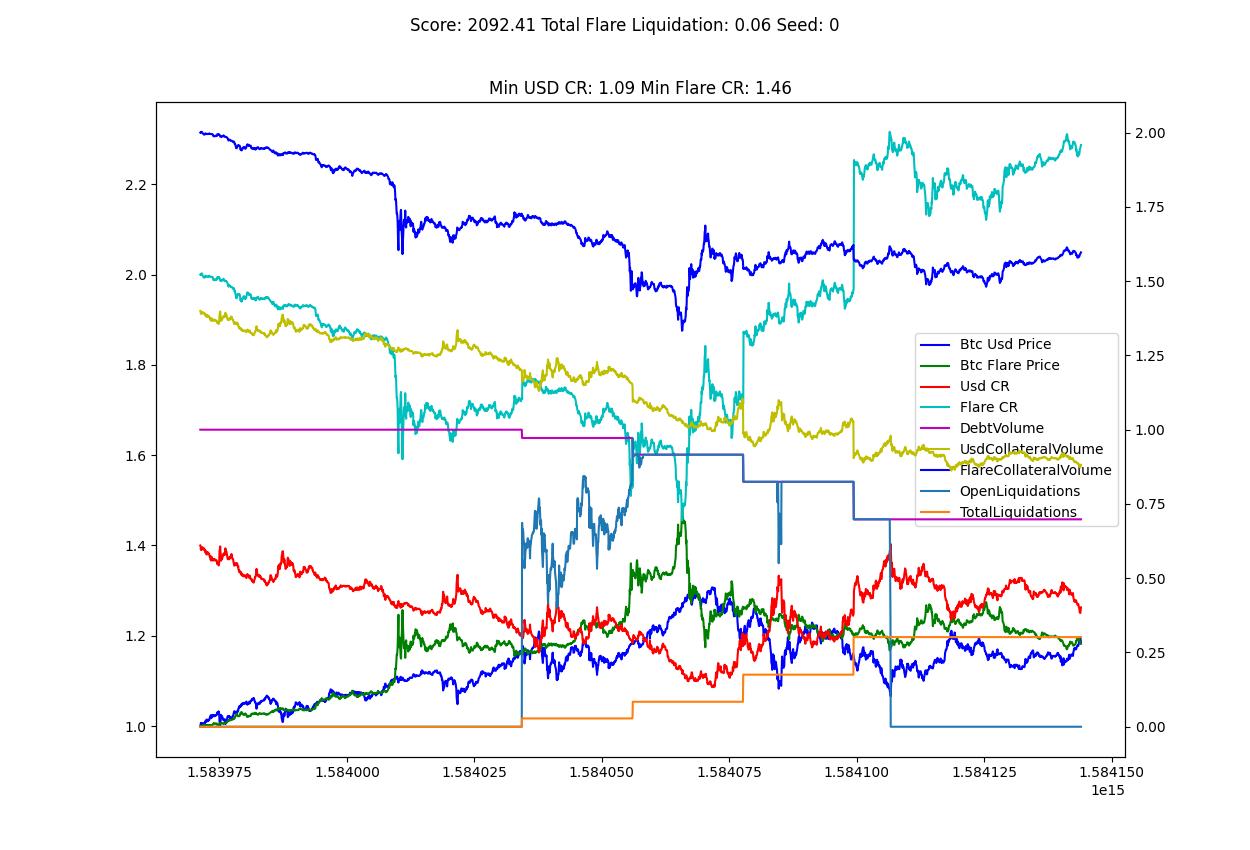 Score: 2092.41 Total Flare Liquidation: 0.06 Seed: 0
Min USD CR: 1.09 Min Flare CR: 1.46
2.2
2.0
1.8
1.6
1.4
1.2
1.0
2.00
1.75
1.50
1.25
1.00
0.75
0.50
0.25
0.00
Btc Usd Price
Btc Flare Price
Usd CR
Flare CR
DebtVolume
UsdCollateralVolume
FlareCollateralVolume
OpenLiquidations
TotalLiquidations
1.583975 1.584000 1.584025 1.584050 1.584075 1.584100 1.584125 1.584150
1e15